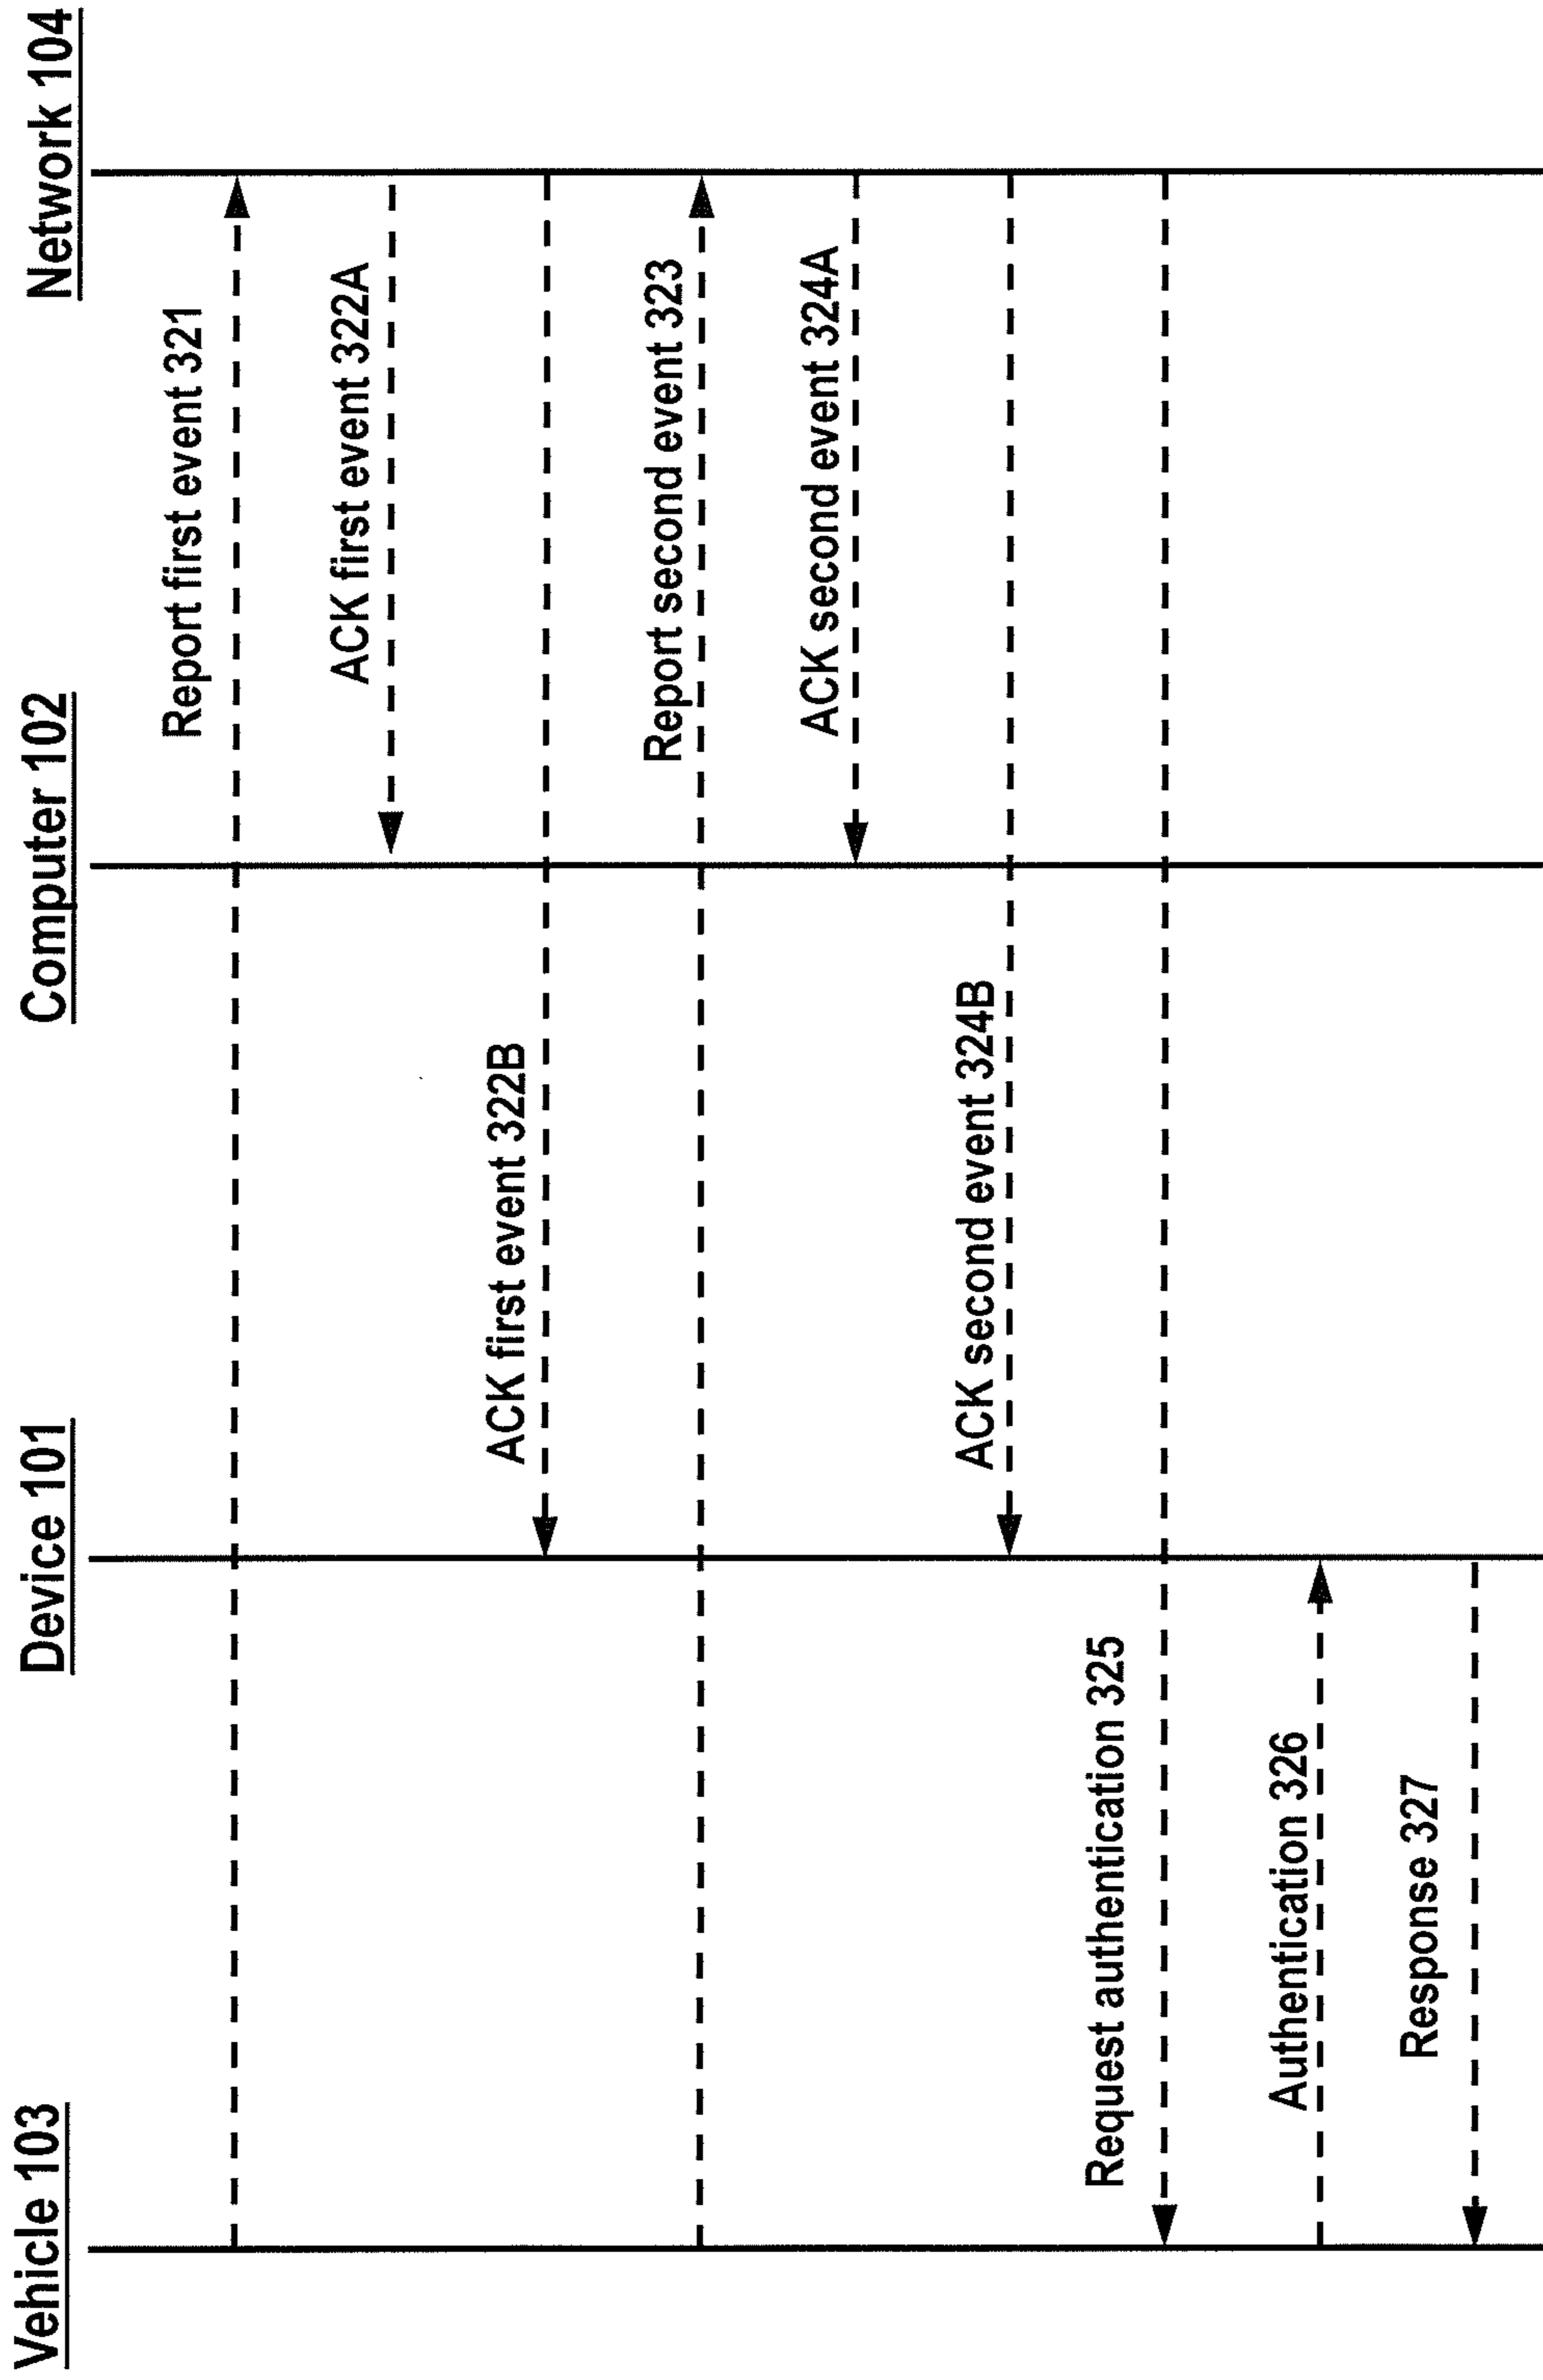 Vehicle 103
Device 101
Computer 102
Network 104
Report first event 321
ACK first event 322A
ACK first event 322B
Report second event 323
ACK second event 324A
ACK second event 324B
Request authentication 325
Authentication 326
Response 327